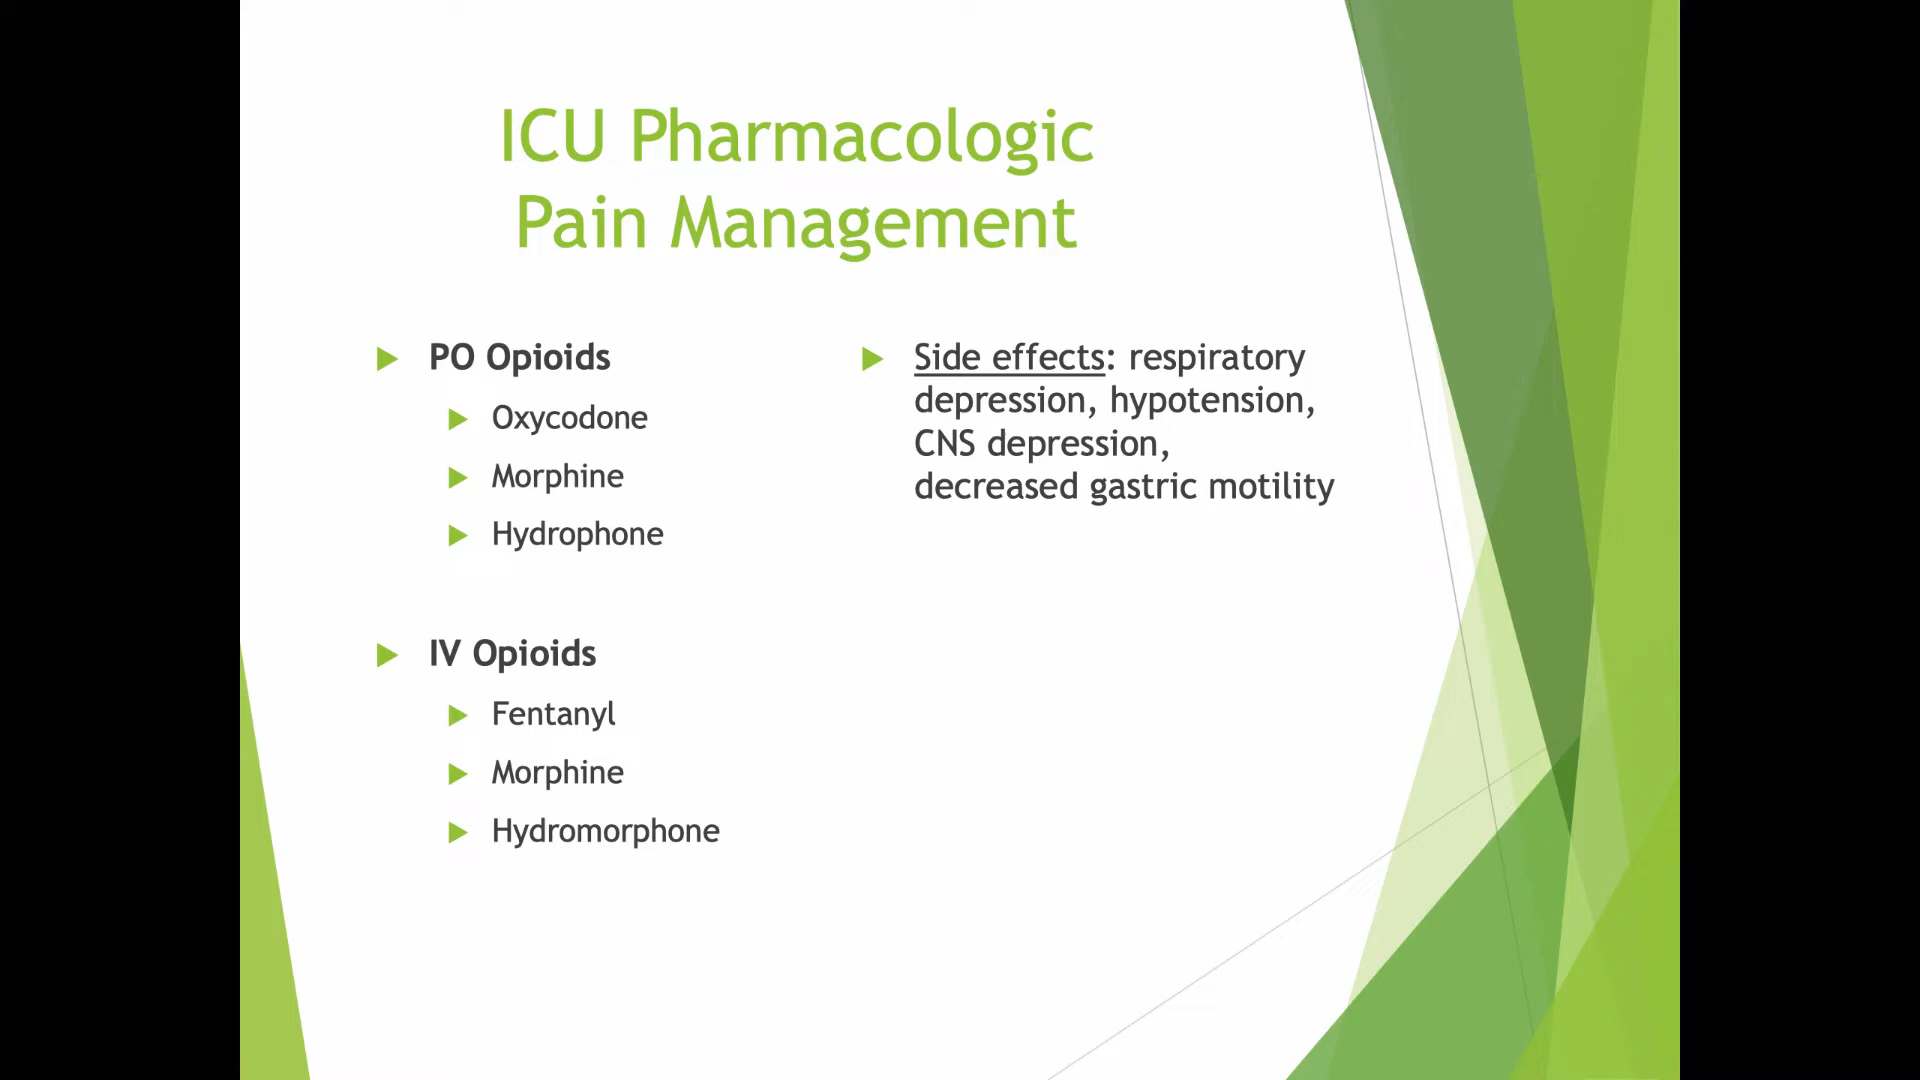 ICU Pharmacologic
Pain Management
PO Opioids
Oxycodone
Morphine
Hydrophone
IV Opioids
Fentanyl
Morphine
Hydromorphone
Side effects: respiratory
depression, hypotension,
CNS depression,
decreased gastric motility